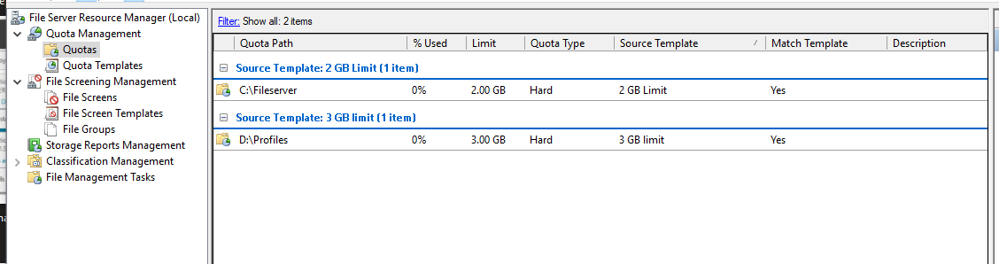 File Server Resource Manager (Local)
Quota Management
Quotas
Quota Templates
File Screening Management
File Screens
File Screen Templates
File Groups
Storage Reports Management
Classification Management
File Management Tasks
Filter: Show all: 2 items
Quota Path % Used Limit Quota Type Source Template Match Template Description
Source Template: 2 GB Limit (1 item)
C:\Fileserver 0% 2.00 GB Hard 2 GB Limit Yes
Source Template: 3 GB limit (1 item)
D:\Profiles 0% 3.00 GB Hard 3 GB limit Yes